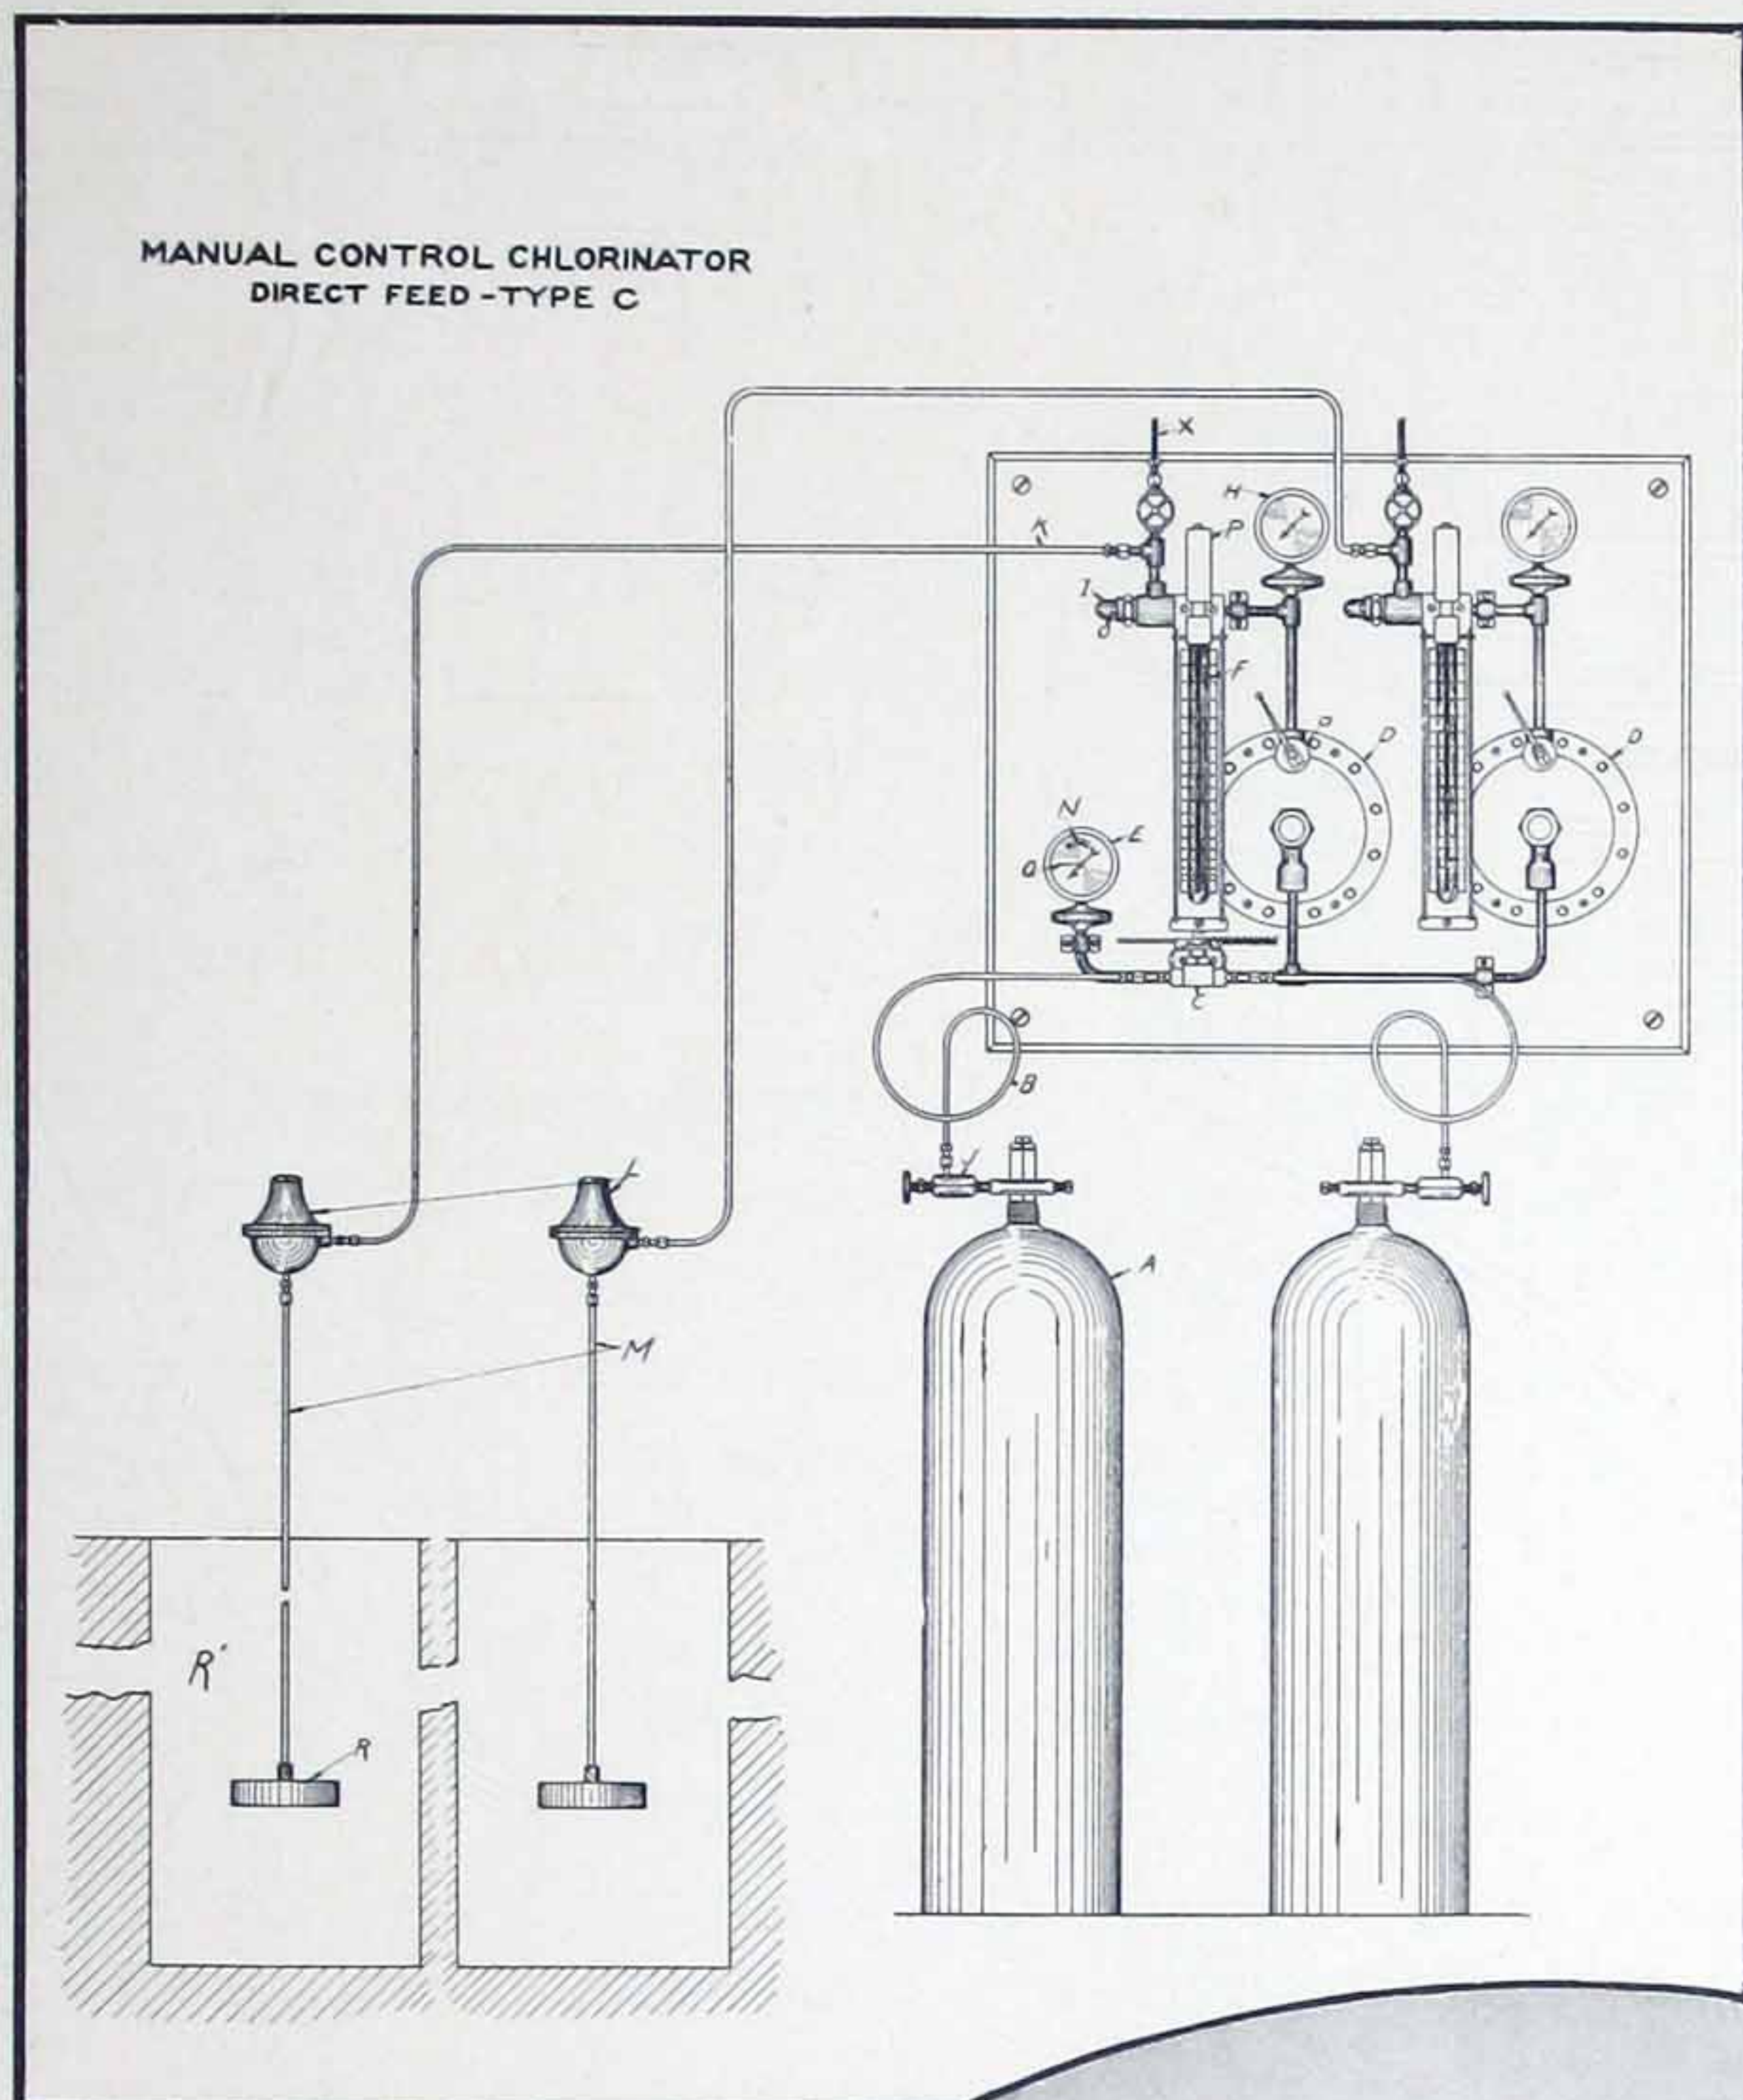 MANUAL CONTROL CHLORINATOR
DIRECT FEED - TYPE C
X
H
P
K
I
J
F
O
D
D
N
E
Q
C
B
L
V
A
M
R'
R